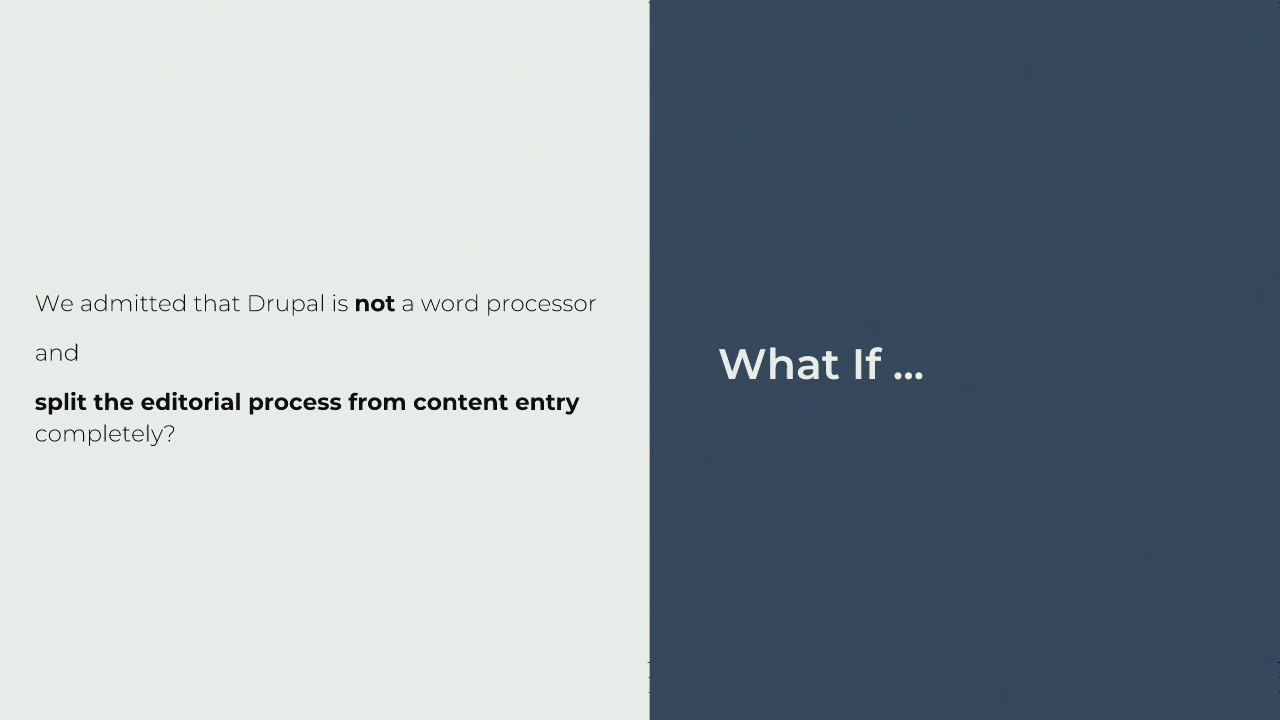 We admitted that Drupal is not a word processor
and
split the editorial process from content entry
completely?
What If ...